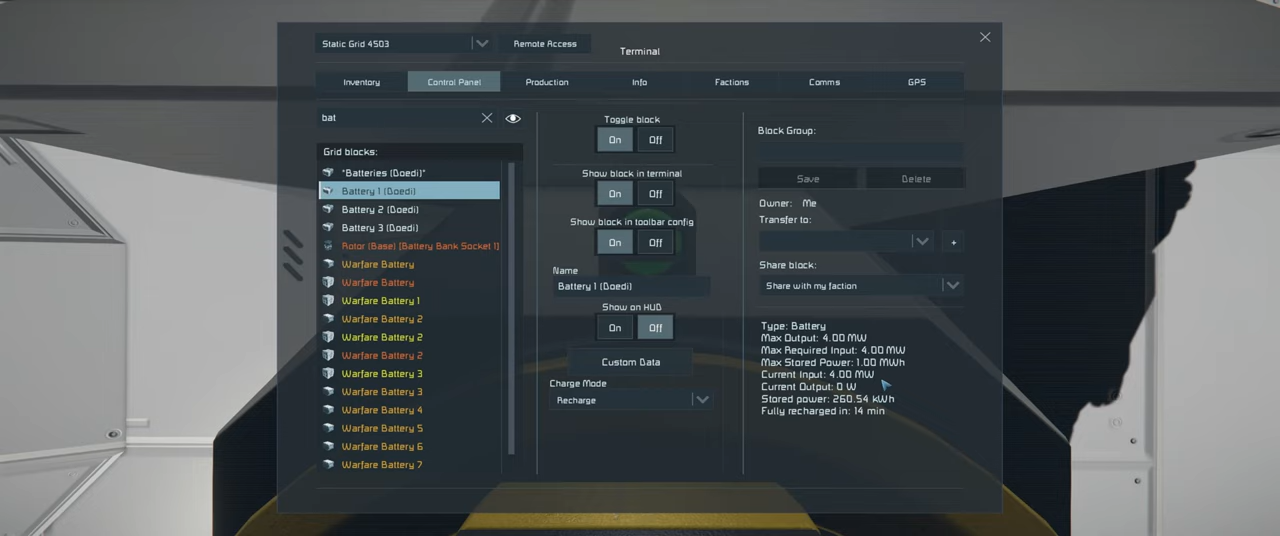 Static Grid 4503
Remote Access
Terminal
Inventory
Control Panel
Production
Info
Factions
Comms
GPS
bat
Grid blocks:
*Batteries (Doedi)*
Battery 1 (Doedi)
Battery 2 (Doedi)
Battery 3 (Doedi)
Rotor (Base) [Battery Bank Socket 1]
Warfare Battery
Warfare Battery
Warfare Battery 1
Warfare Battery 2
Warfare Battery 2
Warfare Battery 2
Warfare Battery 3
Warfare Battery 3
Warfare Battery 4
Warfare Battery 5
Warfare Battery 6
Warfare Battery 7
Toggle block
On Off
Show block in terminal
On Off
Show block in toolbar config
On Off
Name
Battery 1 (Doedi)
Show on HUD
On Off
Custom Data
Charge Mode
Recharge
Block Group:
Save Delete
Owner: Me
Transfer to:
+
Share block:
Share with my faction
Type: Battery
Max Output: 4.00 MW
Max Required Input: 4.00 MW
Max Stored Power: 1.00 MWh
Current Input: 4.00 MW
Current Output: 0 W
Stored power: 260.54 kWh
Fully recharged in: 14 min